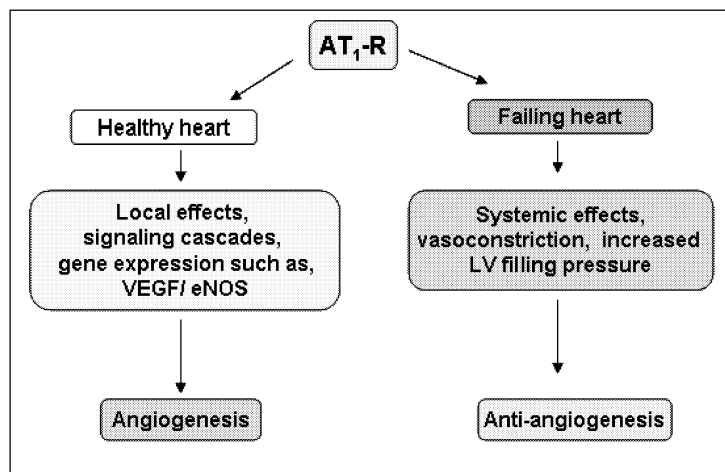 AT₁-R
Healthy heart
Failing heart
Local effects,
signaling cascades,
gene expression such as,
VEGF/ eNOS
Systemic effects,
vasoconstriction, increased
LV filling pressure
Angiogenesis
Anti-angiogenesis